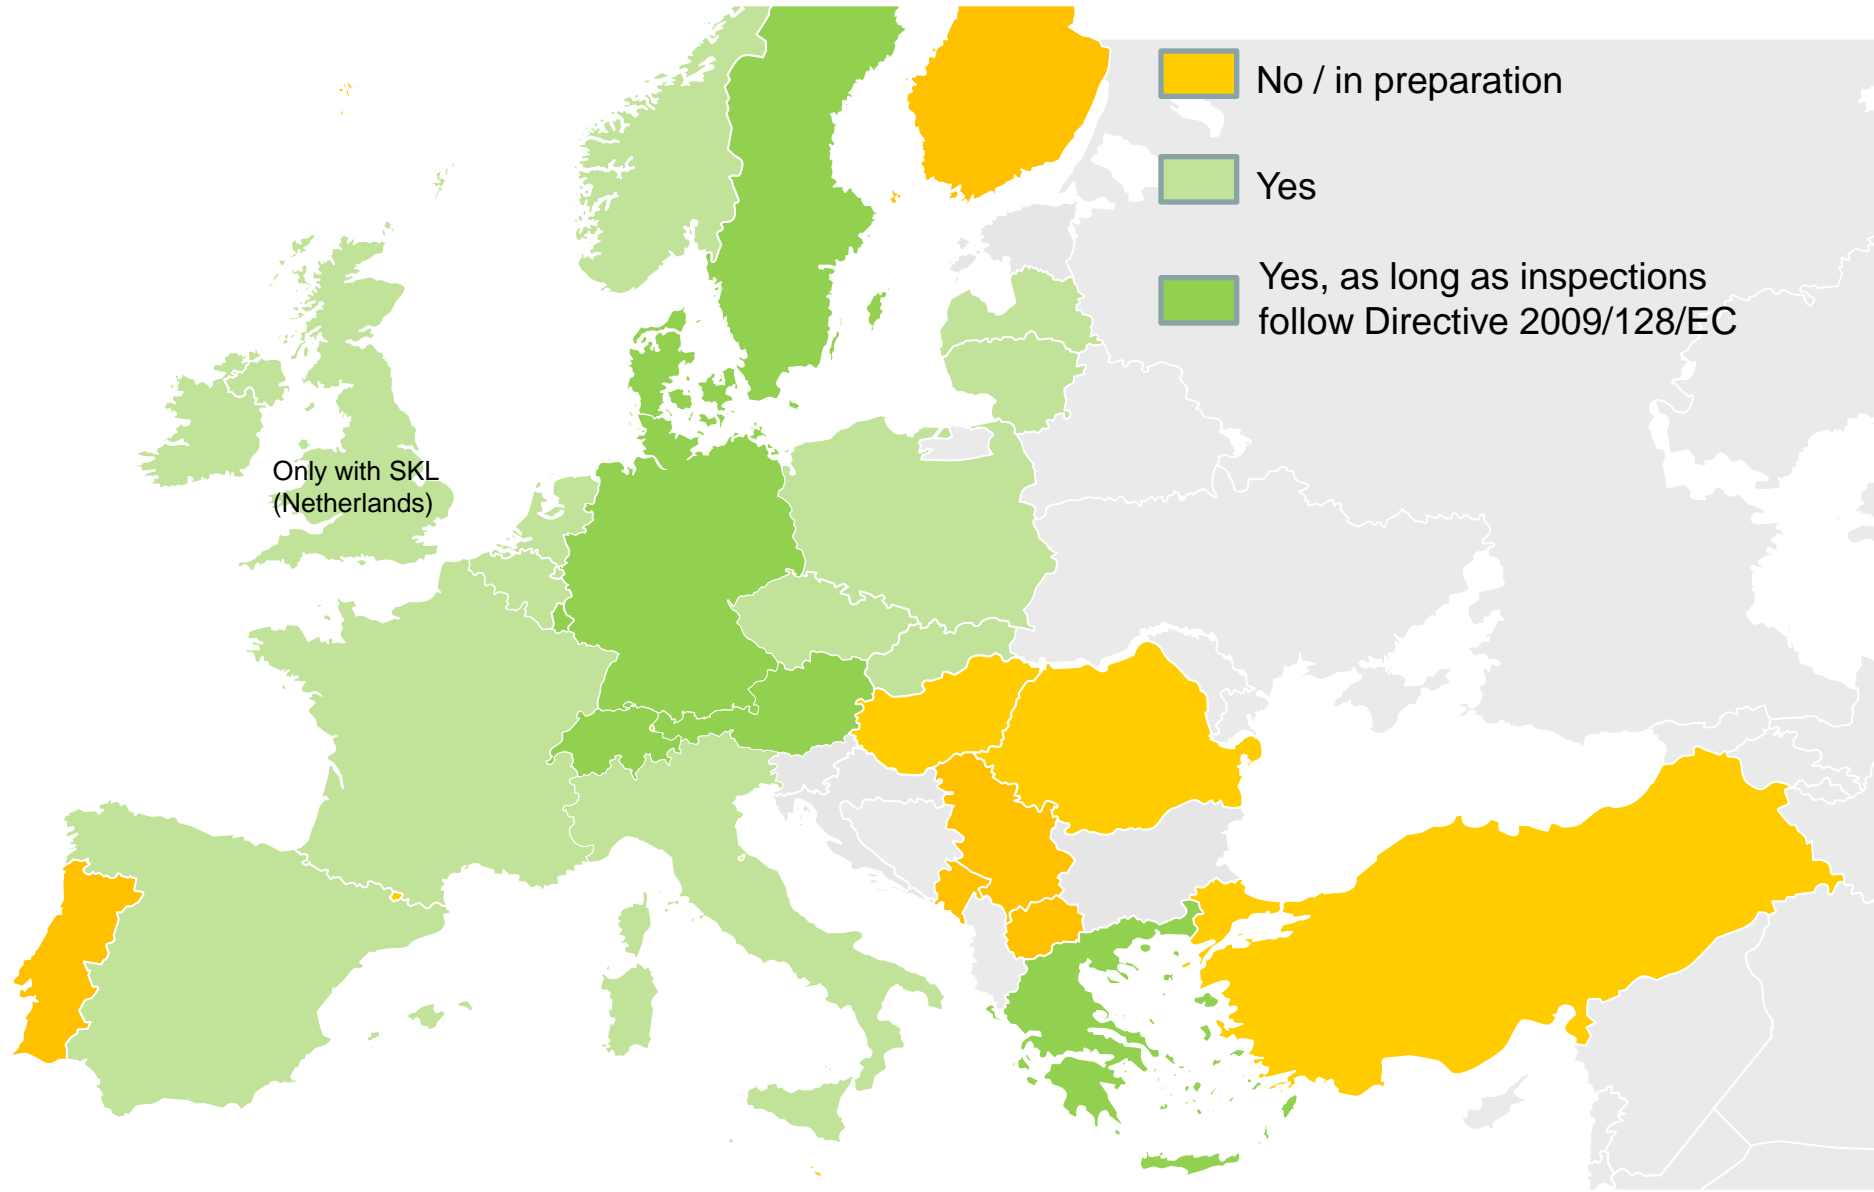 No / in preparation
Yes
Yes, as long as inspections
follow Directive 2009/128/EC
Only with SKL
(Netherlands)